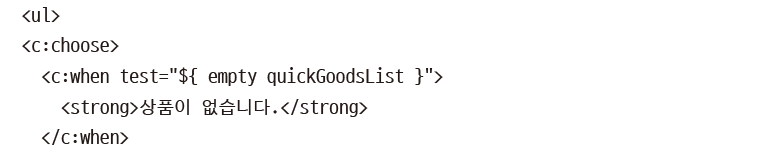 <ul>
<c:choose>
<c:when test="${ empty quickGoodsList }">
<strong>상품이 없습니다.</strong>
</c:when>